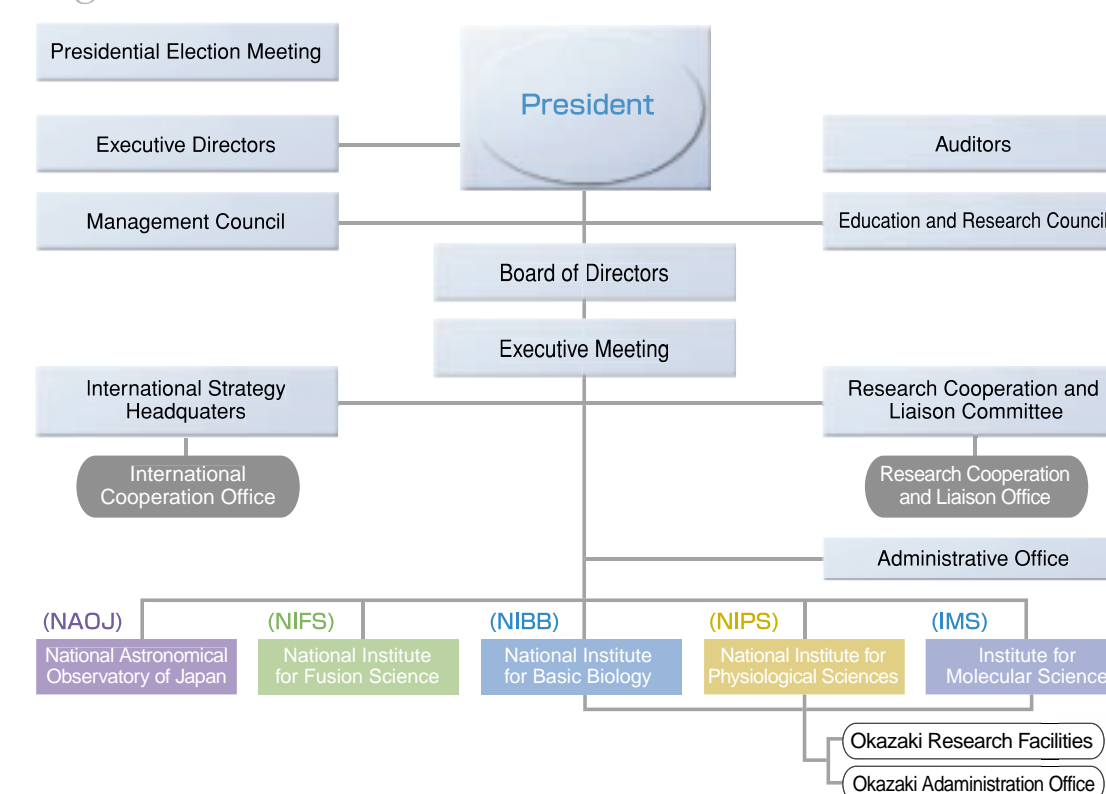 Presidential Election Meeting
President
Executive Directors
Auditors
Management Council
Education and Research Council
Board of Directors
Executive Meeting
International Strategy
Headquaters
Research Cooperation and
Liaison Committee
International
Cooperation Office
Research Cooperation
and Liaison Office
Administrative Office
(NAOJ)
National Astronomical
Observatory of Japan
(NIFS)
National Institute
for Fusion Science
(NIBB)
National Institute
for Basic Biology
(NIPS)
National Institute for
Physiological Sciences
(IMS)
Institute for
Molecular Science
Okazaki Research Facilities
Okazaki Adaministration Office